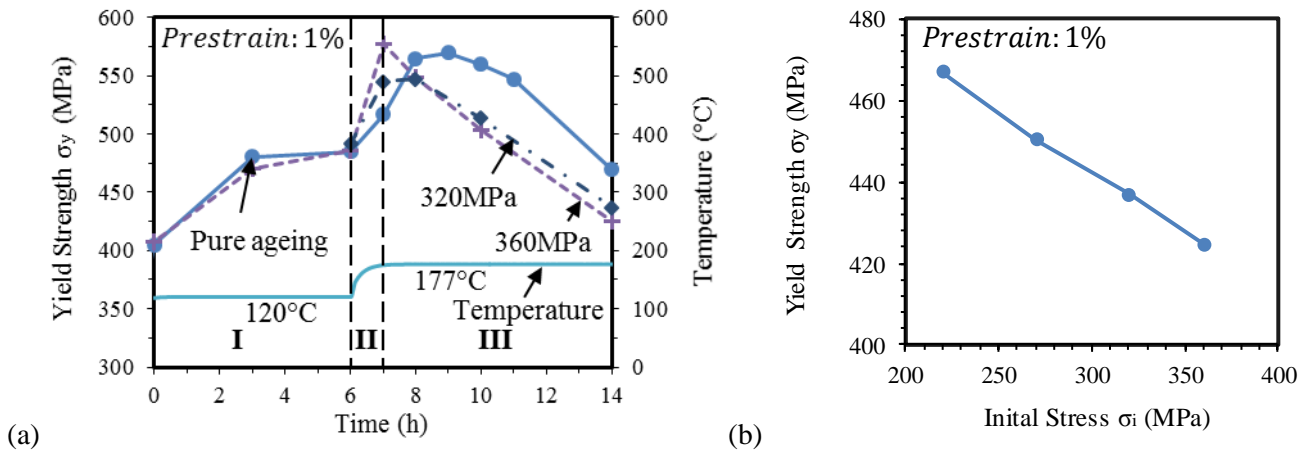 Prestrain: 1%
Yield Strength σy (MPa)
600
550
500
450
400
350
300
600
500
400
300
200
100
0
Temperature (°C)
320MPa
Pure ageing
360MPa
177°C
120°C
Temperature
I
II
III
0
2
4
6
8
10
12
14
Time (h)
(a)
Prestrain: 1%
Yield Strength σy (MPa)
480
460
440
420
400
200
250
300
350
400
Inital Stress σi (MPa)
(b)